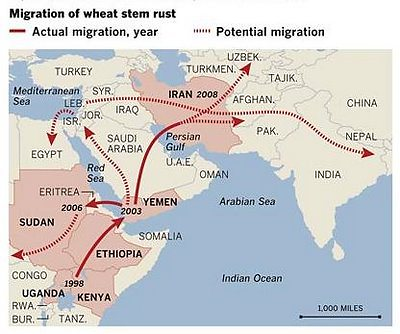 Migration of wheat stem rust
Actual migration, year
Potential migration
UZBEK.
TURKMEN.
TURKEY
TAJIK.
Mediterranean
Sea
SYR.
LEB.
IRAN 2008
AFGHAN.
CHINA
ISR.
JOR.
IRAQ
PAK.
NEPAL
EGYPT
SAUDI
ARABIA
Persian
Gulf
U.A.E.
Red
Sea
OMAN
INDIA
ERITREA
2006
2003
YEMEN
Arabian Sea
SUDAN
SOMALIA
ETHIOPIA
CONGO
1998
Indian Ocean
UGANDA
KENYA
RWA.
BUR.
TANZ.
1,000 MILES